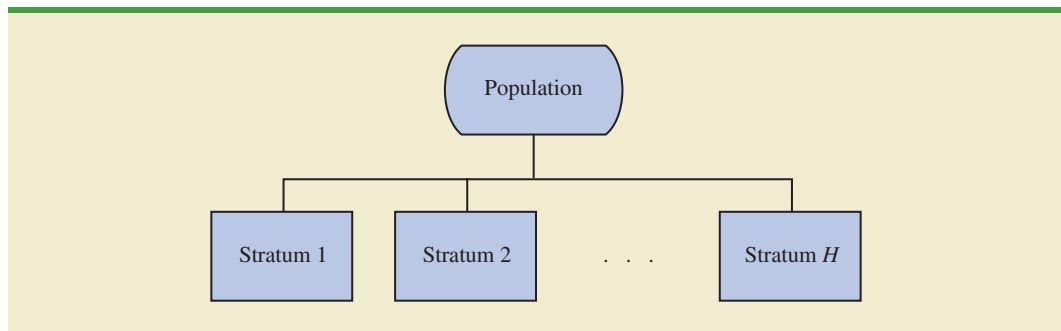 Population
Stratum 1 Stratum 2 . . . Stratum H